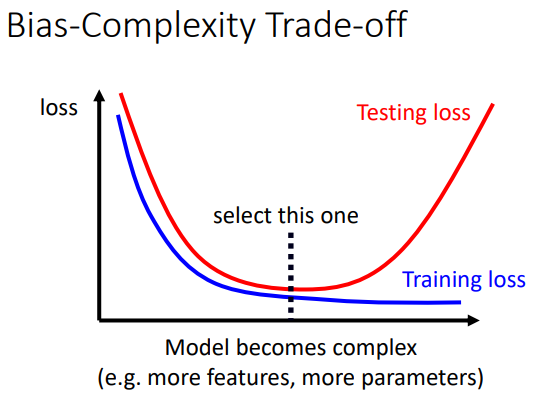 Bias-Complexity Trade-off
loss
Testing loss
select this one
Training loss
Model becomes complex
(e.g. more features, more parameters)